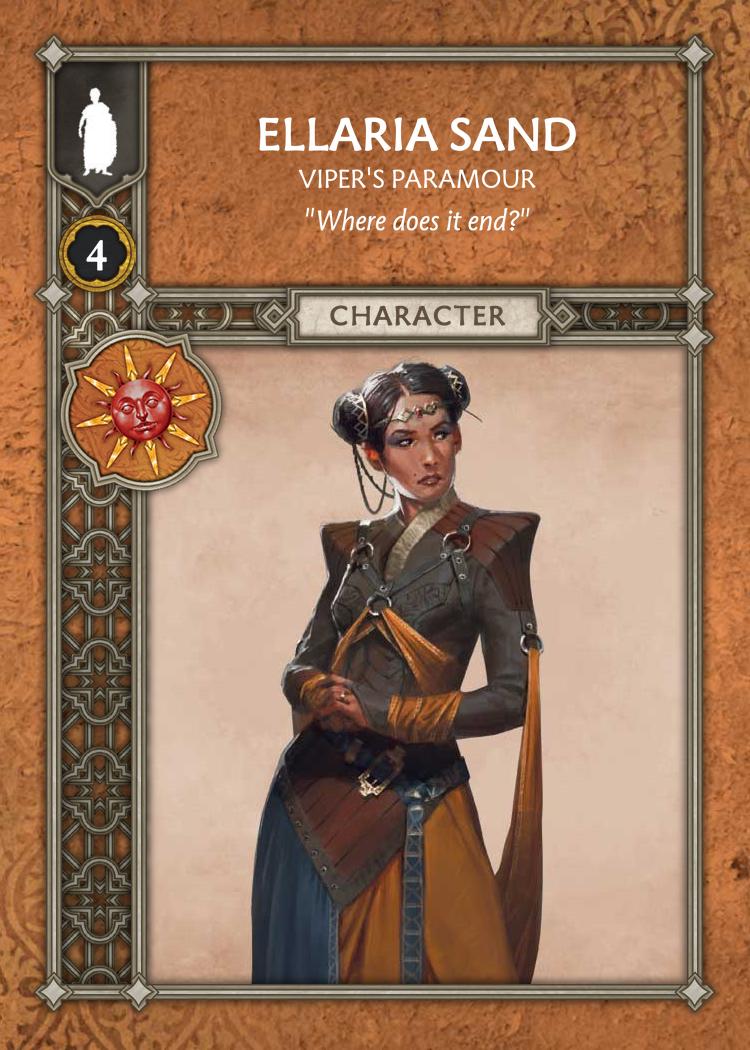 ELLARIA SAND
VIPER'S PARAMOUR
"Where does it end?"
4
CHARACTER